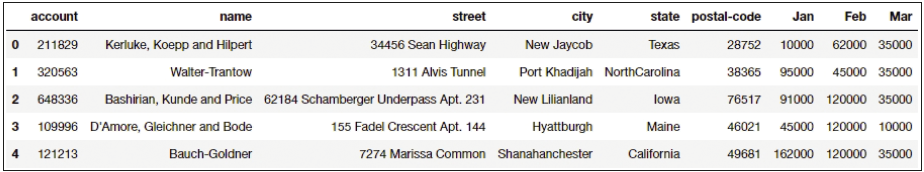 account name street city state postal-code Jan Feb Mar
0 211829 Kerluke, Koepp and Hilpert 34456 Sean Highway New Jaycob Texas 28752 10000 62000 35000
1 320563 Walter-Trantow 1311 Alvis Tunnel Port Khadijah NorthCarolina 38365 95000 45000 35000
2 648336 Bashirian, Kunde and Price 62184 Schamberger Underpass Apt. 231 New Lilianland Iowa 76517 91000 120000 35000
3 109996 D'Amore, Gleichner and Bode 155 Fadel Crescent Apt. 144 Hyattburgh Maine 46021 45000 120000 10000
4 121213 Bauch-Goldner 7274 Marissa Common Shanahanchester California 49681 162000 120000 35000